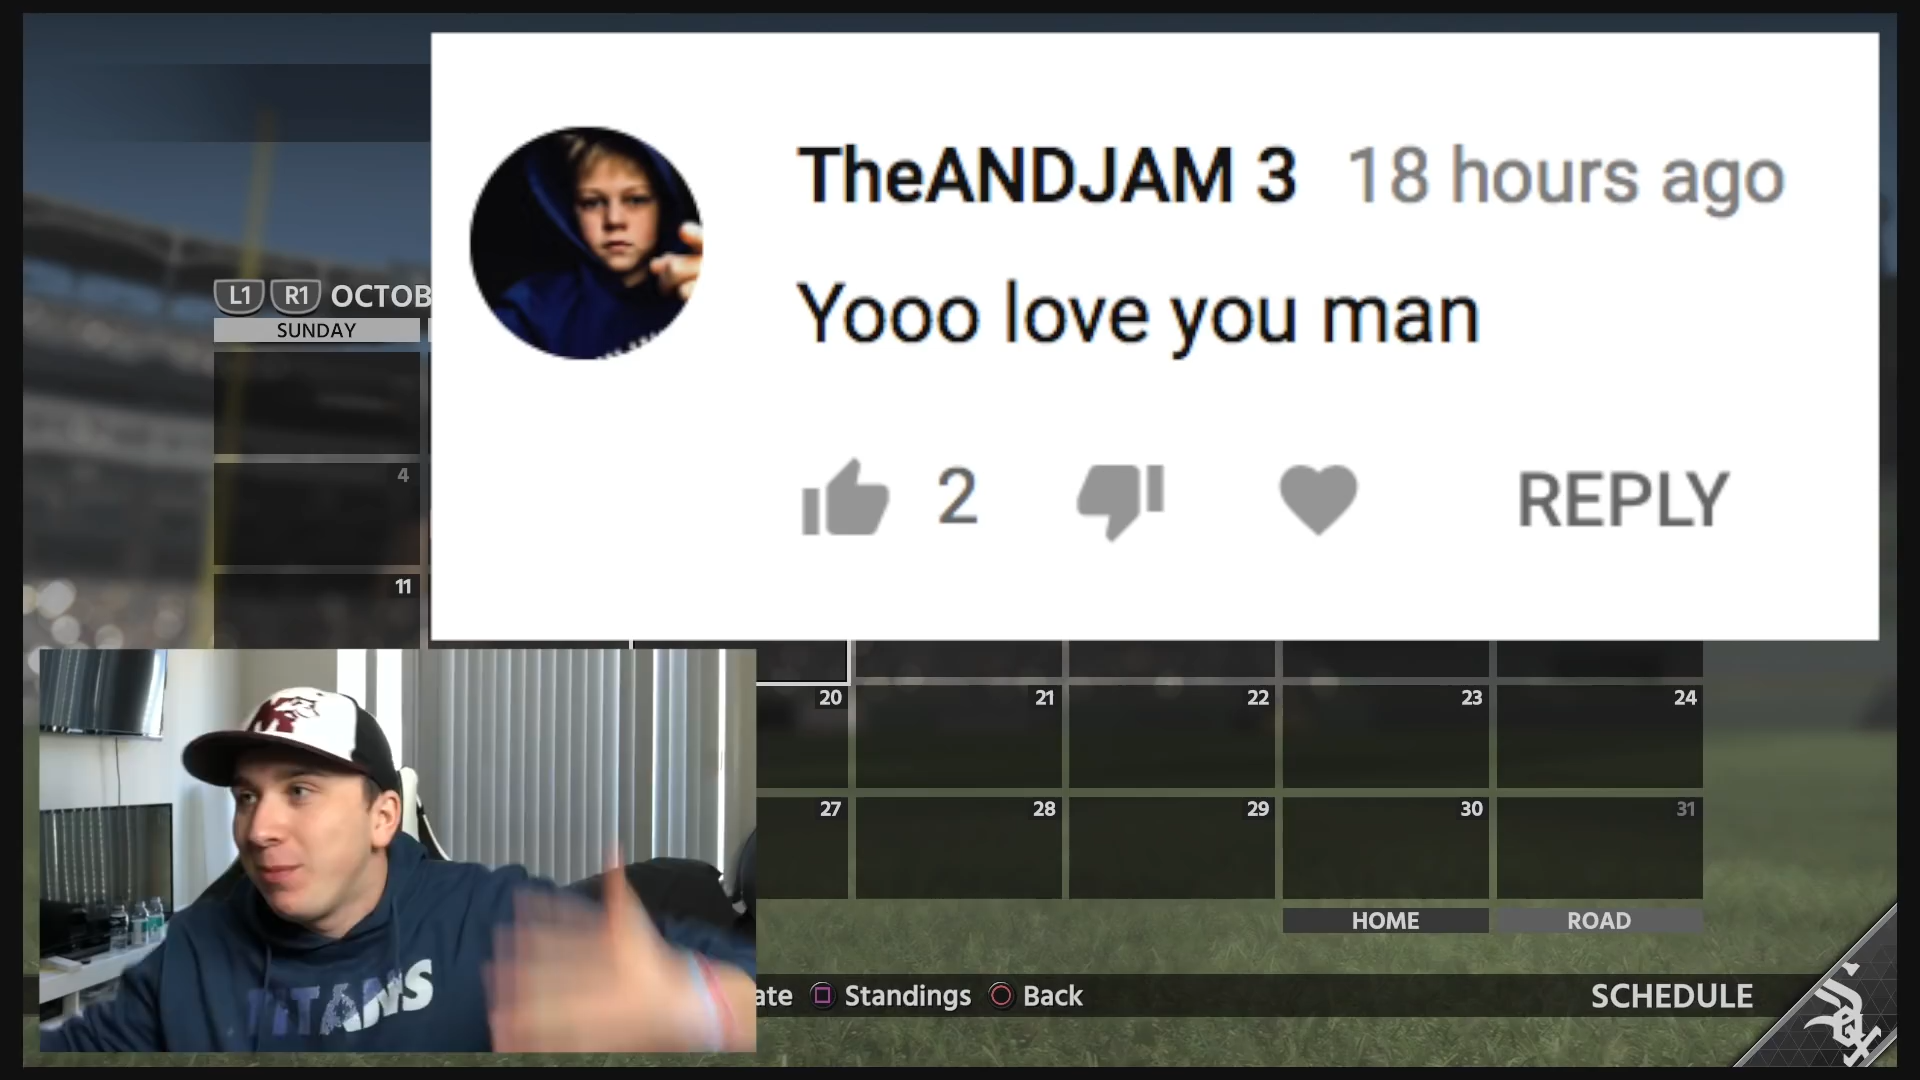 TheANDJAM 3 18 hours ago
Yooo love you man
2 REPLY
L1 R1 OCTOB
SUNDAY
4
11
20 21 22 23 24
27 28 29 30 31
HOME ROAD
ate Standings Back
SCHEDULE
TITANS
Sox